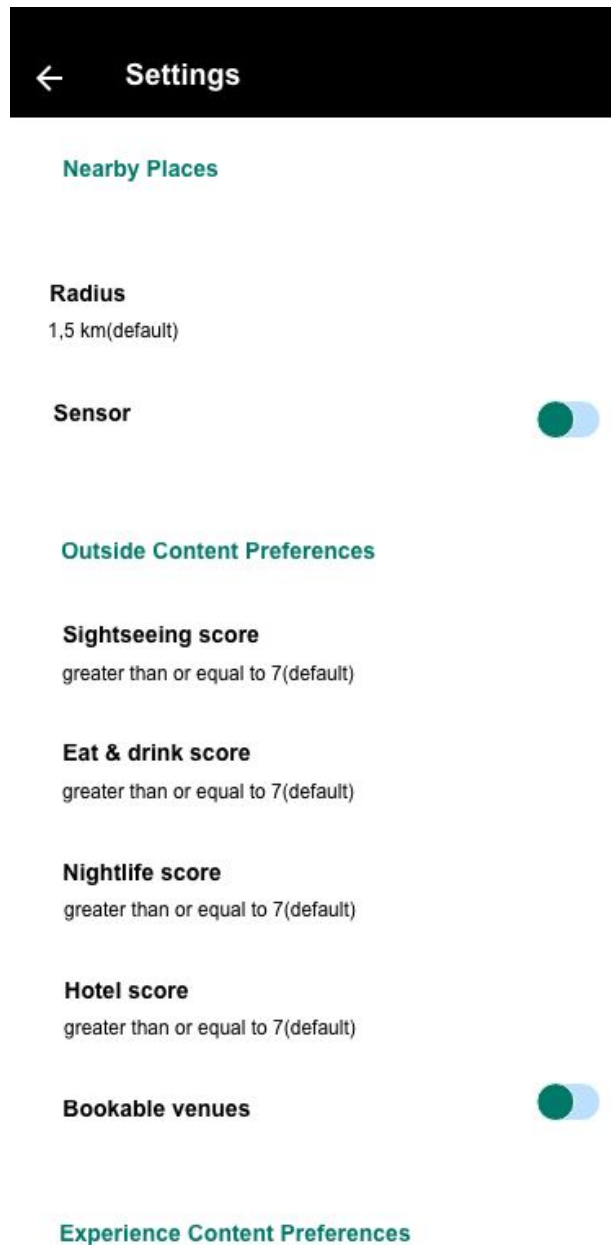 Settings
Nearby Places
Radius
1,5 km(default)
Sensor
Outside Content Preferences
Sightseeing score
greater than or equal to 7(default)
Eat & drink score
greater than or equal to 7(default)
Nightlife score
greater than or equal to 7(default)
Hotel score
greater than or equal to 7(default)
Bookable venues
Experience Content Preferences